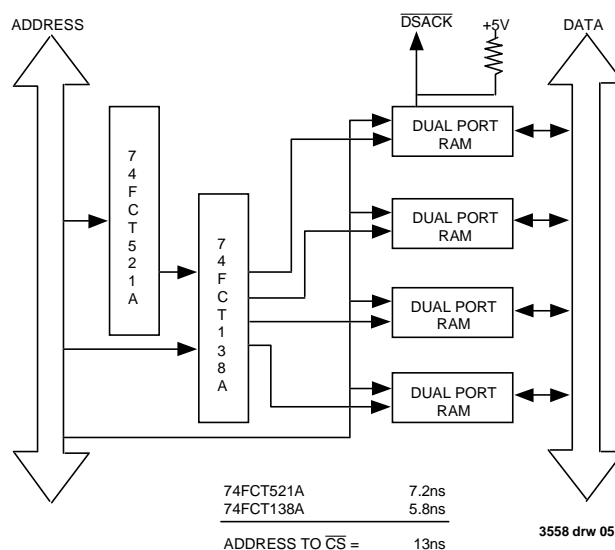 ADDRESS
DSACK
+5V
DATA
74FCT521A
74FCT138A
DUAL PORT
RAM
DUAL PORT
RAM
DUAL PORT
RAM
DUAL PORT
RAM
74FCT521A 7.2ns
74FCT138A 5.8ns
ADDRESS TO CS = 13ns
3558 drw 05